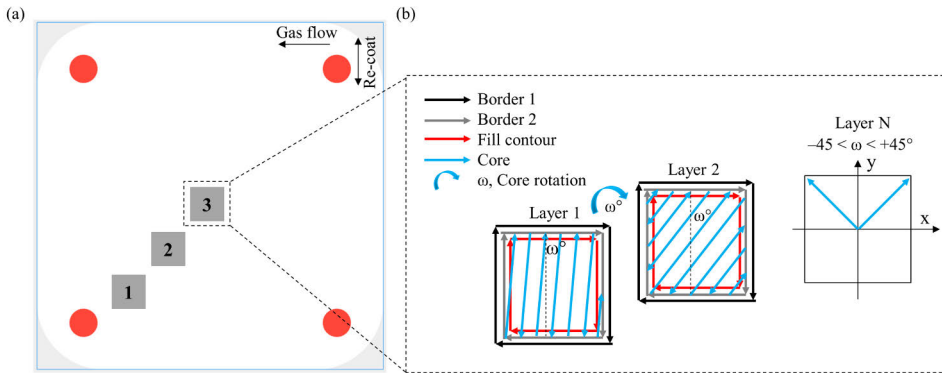 (a)
Gas flow
Re-coat
3
2
1
(b)
Border 1
Border 2
Fill contour
Core
ω, Core rotation
Layer 1
ω°
ω°
Layer 2
ω°
Layer N
–45 < ω < +45°
y
x